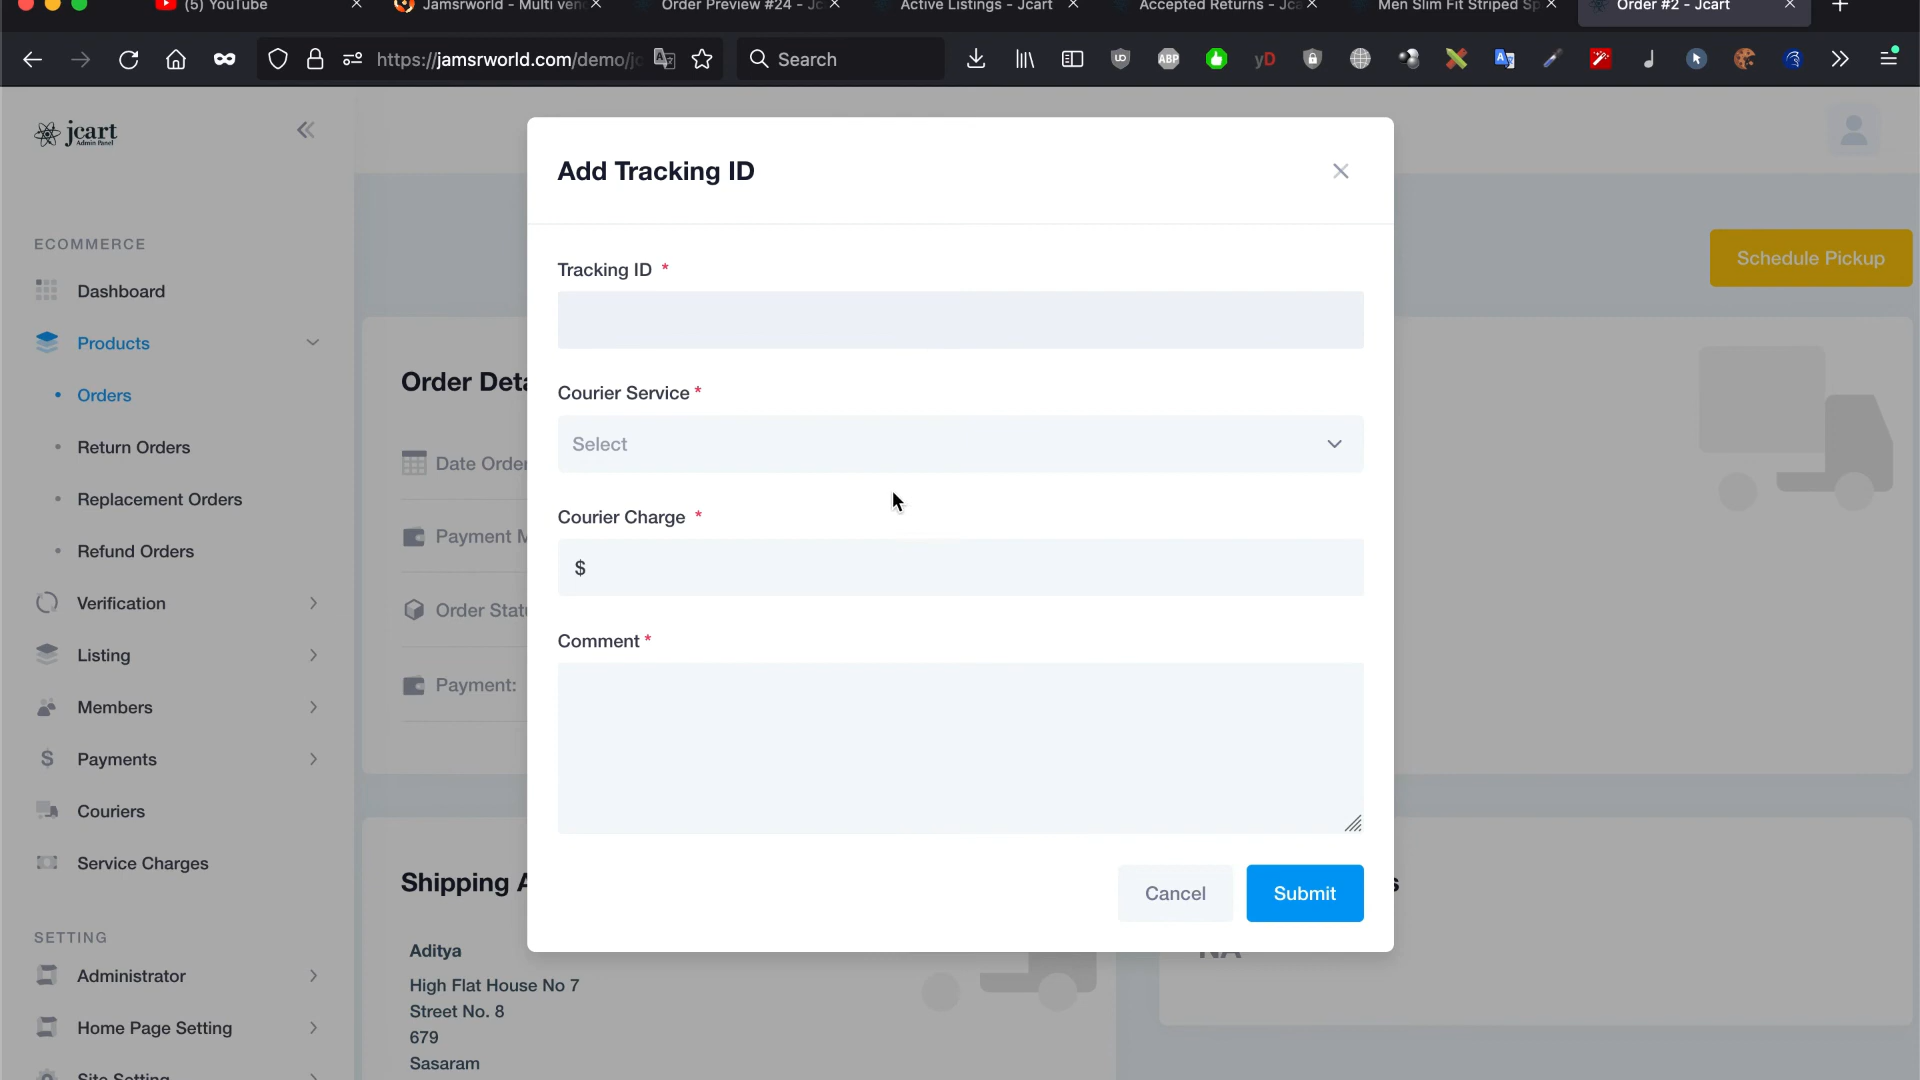 (5) YouTube
Jamsrworld - Multi ven
Order Preview #24 - Jc
Active Listings - Jcart
Accepted Returns - Jca
Men Slim Fit Striped Sp
Order #2 - Jcart
https://jamsrworld.com/demo/jc
Search
ABP
yD
jcart
Admin Panel
Add Tracking ID
ECOMMERCE
Tracking ID *
Schedule Pickup
Dashboard
Products
Order Deta
Courier Service *
Orders
Select
Return Orders
Date Order
Replacement Orders
Courier Charge *
Payment M
Refund Orders
$
Verification
Order Statu
Comment *
Listing
Payment:
Members
Payments
Couriers
Service Charges
Shipping A
Cancel
Submit
s
SETTING
Aditya
NA
Administrator
High Flat House No 7
Street No. 8
Home Page Setting
679
Sasaram
Site Setting